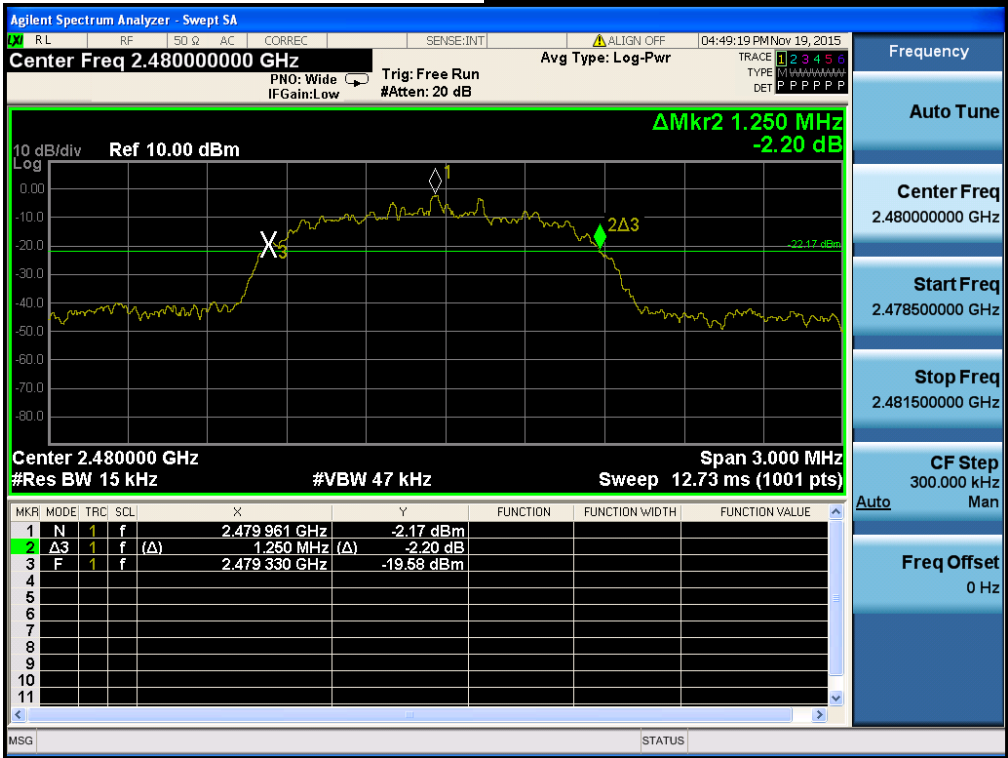 Agilent Spectrum Analyzer - Swept SA
LXI RL RF 50 Ω AC CORREC SENSE:INT ALIGN OFF 04:49:19 PM Nov 19, 2015
Center Freq 2.480000000 GHz
PNO: Wide
IFGain:Low
Trig: Free Run
#Atten: 20 dB
Avg Type: Log-Pwr
TRACE 1 2 3 4 5 6
TYPE M WWWWW
DET P P P P P P
ΔMkr2 1.250 MHz
-2.20 dB
10 dB/div Ref 10.00 dBm
Log
0.00
-10.0
-20.0
-30.0
-40.0
-50.0
-60.0
-70.0
-80.0
1
2Δ3
X
3
-22.17 dBm
Center 2.480000 GHz Span 3.000 MHz
#Res BW 15 kHz #VBW 47 kHz Sweep 12.73 ms (1001 pts)
MKR MODE TRC SCL X Y FUNCTION FUNCTION WIDTH FUNCTION VALUE
1 N 1 f 2.479 961 GHz -2.17 dBm
2 Δ3 1 f (Δ) 1.250 MHz (Δ) -2.20 dB
3 F 1 f 2.479 330 GHz -19.58 dBm
4
5
6
7
8
9
10
11
MSG STATUS
Frequency
Auto Tune
Center Freq
2.480000000 GHz
Start Freq
2.478500000 GHz
Stop Freq
2.481500000 GHz
CF Step
300.000 kHz
Auto Man
Freq Offset
0 Hz